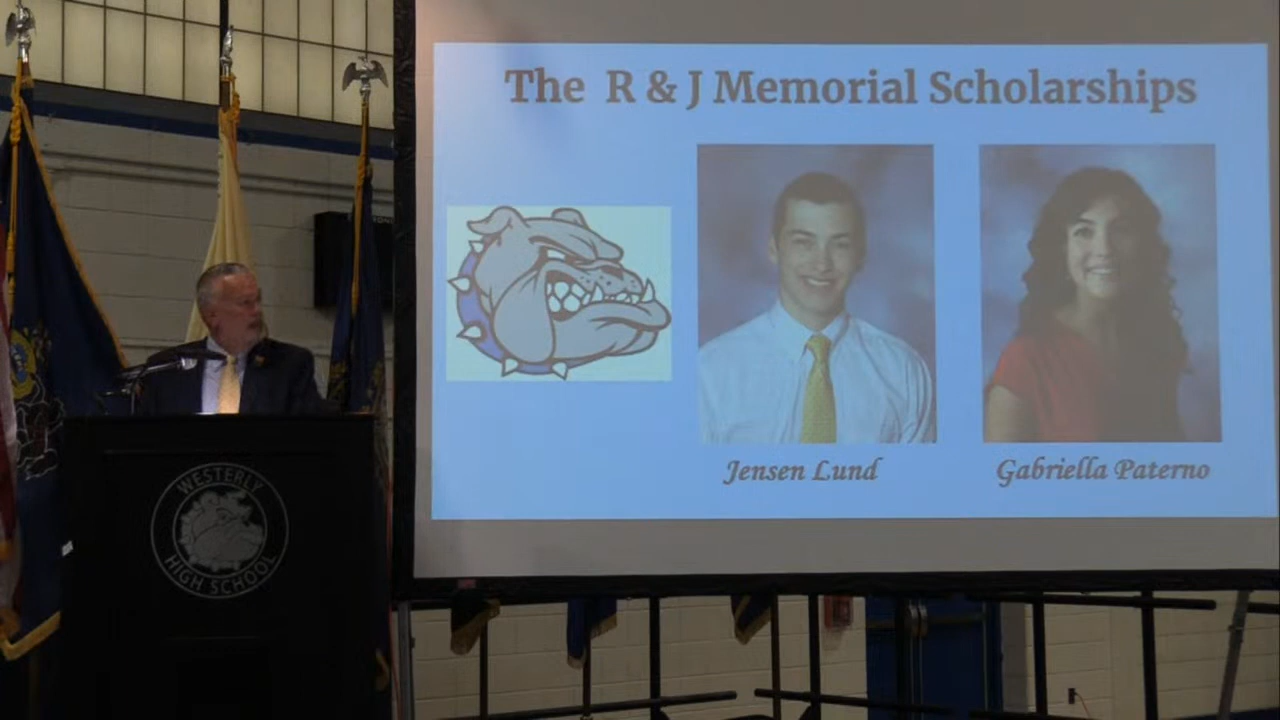 The R & J Memorial Scholarships
Jensen Lund
Gabriella Paterno
WESTERLY
HIGH SCHOOL